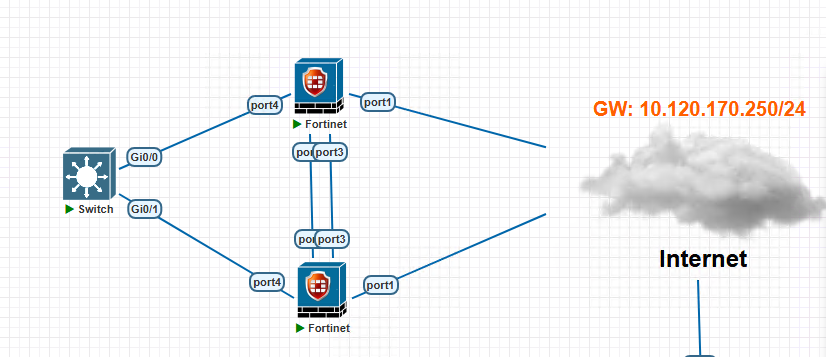 port4
Fortinet
port1
GW: 10.120.170.250/24
port3
Gi0/0
Switch
Gi0/1
port3
port4
Fortinet
port1
Internet